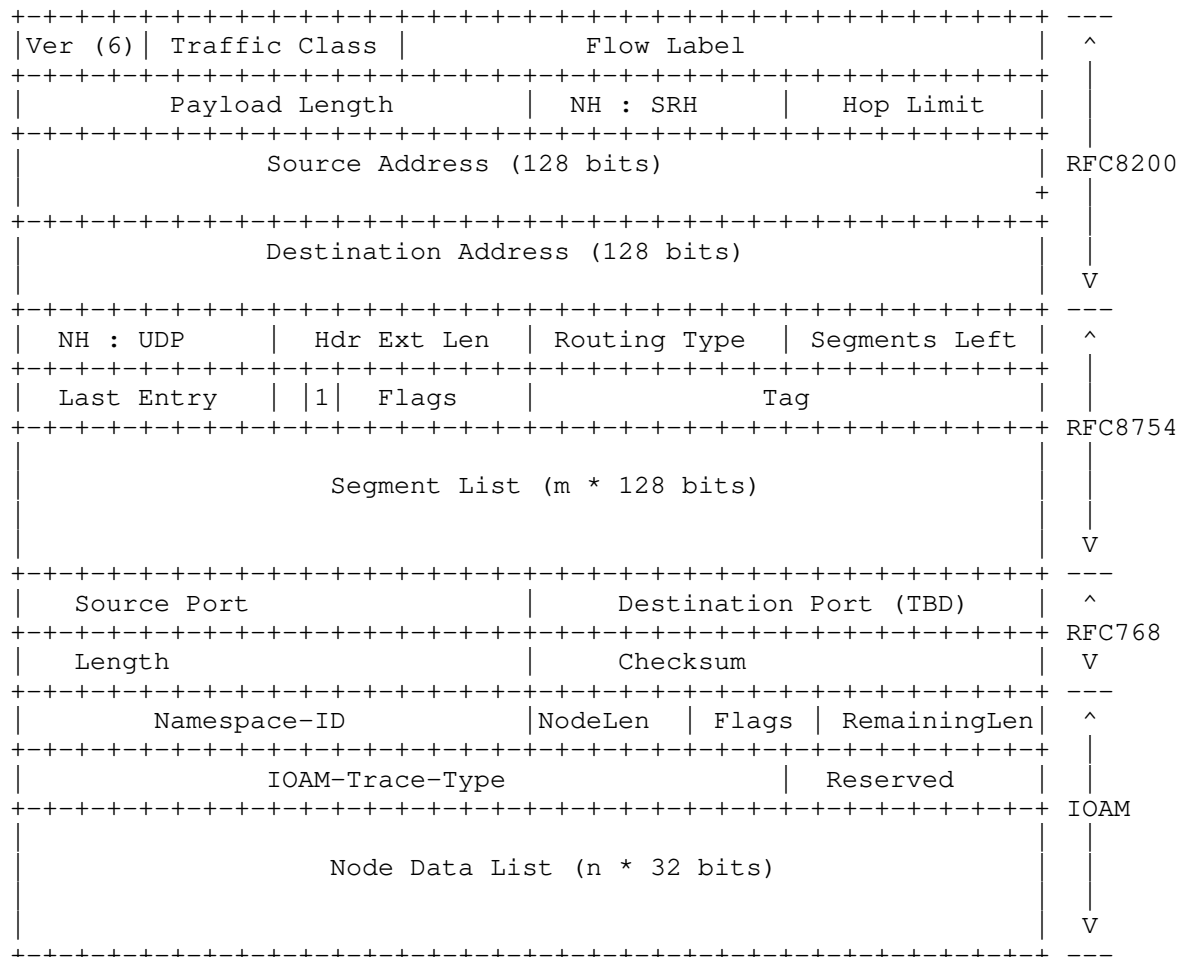 +-+-+-+-+-+-+-+-+-+-+-+-+-+-+-+-+-+-+-+-+-+-+-+-+-+-+-+-+-+-+-+-+ ---
|Ver (6)| Traffic Class |           Flow Label                  |  ^
+-+-+-+-+-+-+-+-+-+-+-+-+-+-+-+-+-+-+-+-+-+-+-+-+-+-+-+-+-+-+-+-+  |
|         Payload Length        |  NH : SRH     |   Hop Limit   |  |
+-+-+-+-+-+-+-+-+-+-+-+-+-+-+-+-+-+-+-+-+-+-+-+-+-+-+-+-+-+-+-+-+  |
|               Source Address (128 bits)                       | RFC8200
|                                                               +  |
+-+-+-+-+-+-+-+-+-+-+-+-+-+-+-+-+-+-+-+-+-+-+-+-+-+-+-+-+-+-+-+-+  |
|               Destination Address (128 bits)                  |  |
|                                                               |  V
+-+-+-+-+-+-+-+-+-+-+-+-+-+-+-+-+-+-+-+-+-+-+-+-+-+-+-+-+-+-+-+-+ ---
|  NH : UDP     |  Hdr Ext Len  | Routing Type  | Segments Left |  ^
+-+-+-+-+-+-+-+-+-+-+-+-+-+-+-+-+-+-+-+-+-+-+-+-+-+-+-+-+-+-+-+-+  |
|  Last Entry   | |1|  Flags    |              Tag              |  |
+-+-+-+-+-+-+-+-+-+-+-+-+-+-+-+-+-+-+-+-+-+-+-+-+-+-+-+-+-+-+-+-+ RFC8754
|                                                               |  |
|                   Segment List (m * 128 bits)                 |  |
|                                                               |  |
|                                                               |  V
+-+-+-+-+-+-+-+-+-+-+-+-+-+-+-+-+-+-+-+-+-+-+-+-+-+-+-+-+-+-+-+-+ ---
|   Source Port                 |     Destination Port (TBD)    |  ^
+-+-+-+-+-+-+-+-+-+-+-+-+-+-+-+-+-+-+-+-+-+-+-+-+-+-+-+-+-+-+-+-+ RFC768
|   Length                      |     Checksum                  |  V
+-+-+-+-+-+-+-+-+-+-+-+-+-+-+-+-+-+-+-+-+-+-+-+-+-+-+-+-+-+-+-+-+ ---
|        Namespace-ID           |NodeLen  | Flags | RemainingLen|  ^
+-+-+-+-+-+-+-+-+-+-+-+-+-+-+-+-+-+-+-+-+-+-+-+-+-+-+-+-+-+-+-+-+  |
|               IOAM-Trace-Type                 |  Reserved     |  |
+-+-+-+-+-+-+-+-+-+-+-+-+-+-+-+-+-+-+-+-+-+-+-+-+-+-+-+-+-+-+-+-+ IOAM
|                                                               |  |
|                   Node Data List (n * 32 bits)                |  |
|                                                               |  |
|                                                               |  V
+-+-+-+-+-+-+-+-+-+-+-+-+-+-+-+-+-+-+-+-+-+-+-+-+-+-+-+-+-+-+-+-+ ---